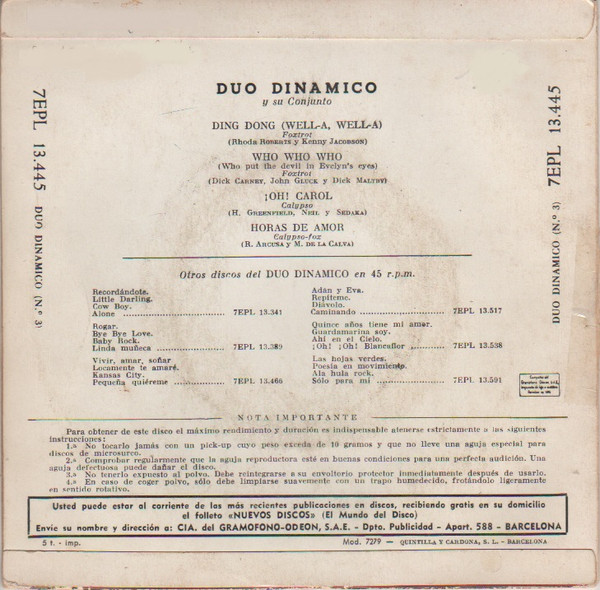 DUO DINAMICO
y su Conjunto
DING DONG (WELL-A, WELL-A)
Foxtrot
(Rhoda Roberts y Kenny Jacobson)
WHO WHO WHO
(Who put the devil in Evelyn's eyes)
Foxtrot
(Dick Carney, John Gluck y Dick Maltby)
¡OH! CAROL
Calypso
(H. Greenfield, Neil y Sedaka)
HORAS DE AMOR
Calypso-fox
(R. Arcusa y M. de la Calva)
7EPL 13.445 DUO DINAMICO (N.º 3)
7EPL 13.445
DUO DINAMICO (N.º 3)
Otros discos del DUO DINAMICO en 45 r.p.m.
Recordándote.
Little Darling.
Cow Boy.
Alone ........................ 7EPL 13.341
Rogar.
Bye Bye Love.
Baby Rock.
Linda muñeca ............... 7EPL 13.389
Vivir, amar, soñar
Locamente te amaré.
Kansas City.
Pequeña quiéreme ......... 7EPL 13.466
Adán y Eva.
Repíteme.
Diávolo.
Caminando .................. 7EPL 13.517
Quince años tiene mi amor.
Guardamarina soy.
Ahí en el Cielo.
¡Oh! ¡Oh! Blancaflor ...... 7EPL 13.538
Las hojas verdes.
Poesía en movimiento.
Ala hula rock.
Sólo para mí ............... 7EPL 13.591
NOTA IMPORTANTE
Para obtener de este disco el máximo rendimiento y duración es indispensable atenerse estrictamente a las siguientes
instrucciones:
1.ª No tocarlo jamás con un pick-up cuyo peso exceda de 10 gramos y que no lleve una aguja especial para
discos de microsurco.
2.ª Comprobar regularmente que la aguja reproductora esté en buenas condiciones para una perfecta audición. Una
aguja defectuosa puede dañar el disco.
3.ª No tenerlo expuesto al polvo. Debe reintegrarse a su envoltorio protector inmediatamente después de usarlo.
4.ª En caso de coger polvo, sólo debe limpiarse suavemente con un trapo humedecido, frotándolo ligeramente
en sentido rotativo.
Usted puede estar al corriente de las más recientes publicaciones en discos, recibiendo gratis en su domicilio
el folleto «NUEVOS DISCOS» (El Mundo del Disco)
Envíe su nombre y dirección a: CIA. del GRAMOFONO-ODEON, S.A.E. - Dpto. Publicidad - Apart. 588 - BARCELONA
5 t. - imp.
Mod. 7279 — QUINTILLA Y CARDONA, S. L. - BARCELONA